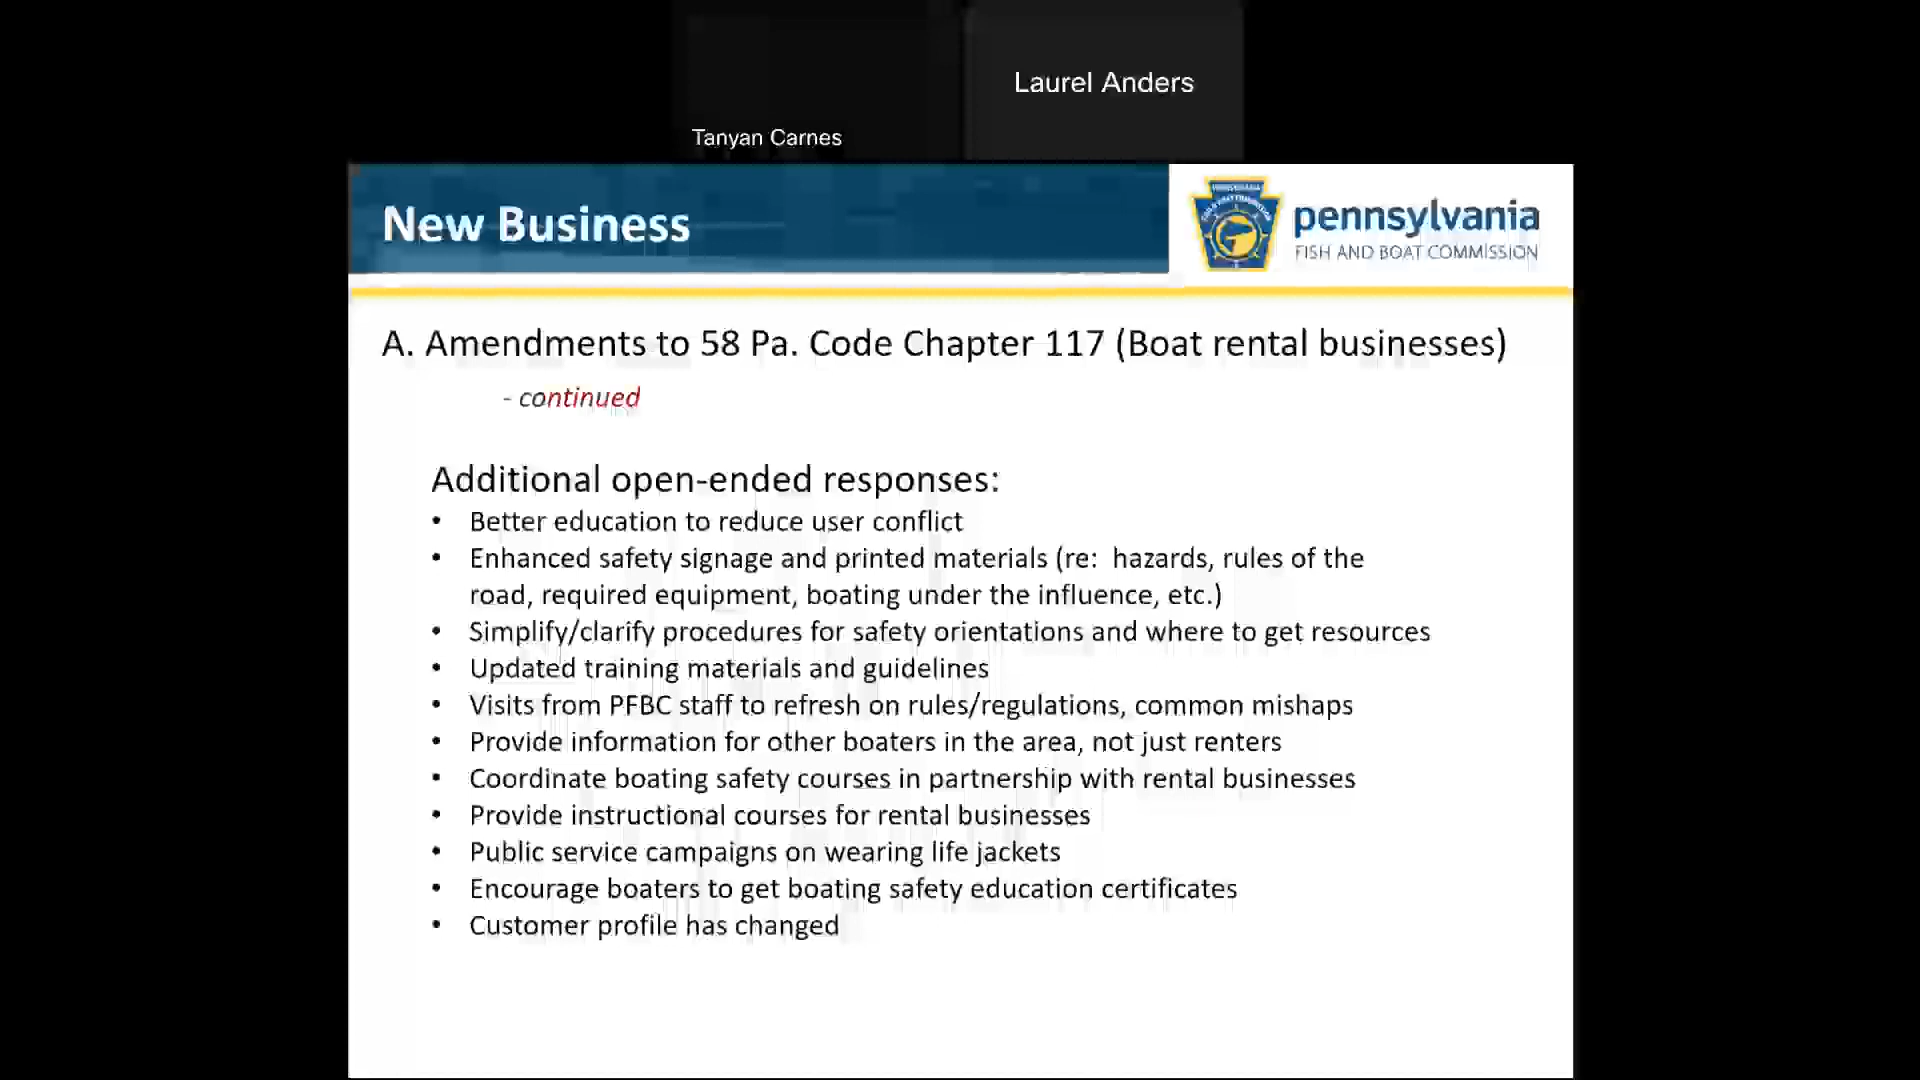 Laurel Anders
Tanyan Carnes
New Business
pennsylvania
FISH AND BOAT COMMISSION
A. Amendments to 58 Pa. Code Chapter 117 (Boat rental businesses)
- continued
Additional open-ended responses:
• Better education to reduce user conflict
• Enhanced safety signage and printed materials (re:  hazards, rules of the
road, required equipment, boating under the influence, etc.)
• Simplify/clarify procedures for safety orientations and where to get resources
• Updated training materials and guidelines
• Visits from PFBC staff to refresh on rules/regulations, common mishaps
• Provide information for other boaters in the area, not just renters
• Coordinate boating safety courses in partnership with rental businesses
• Provide instructional courses for rental businesses
• Public service campaigns on wearing life jackets
• Encourage boaters to get boating safety education certificates
• Customer profile has changed